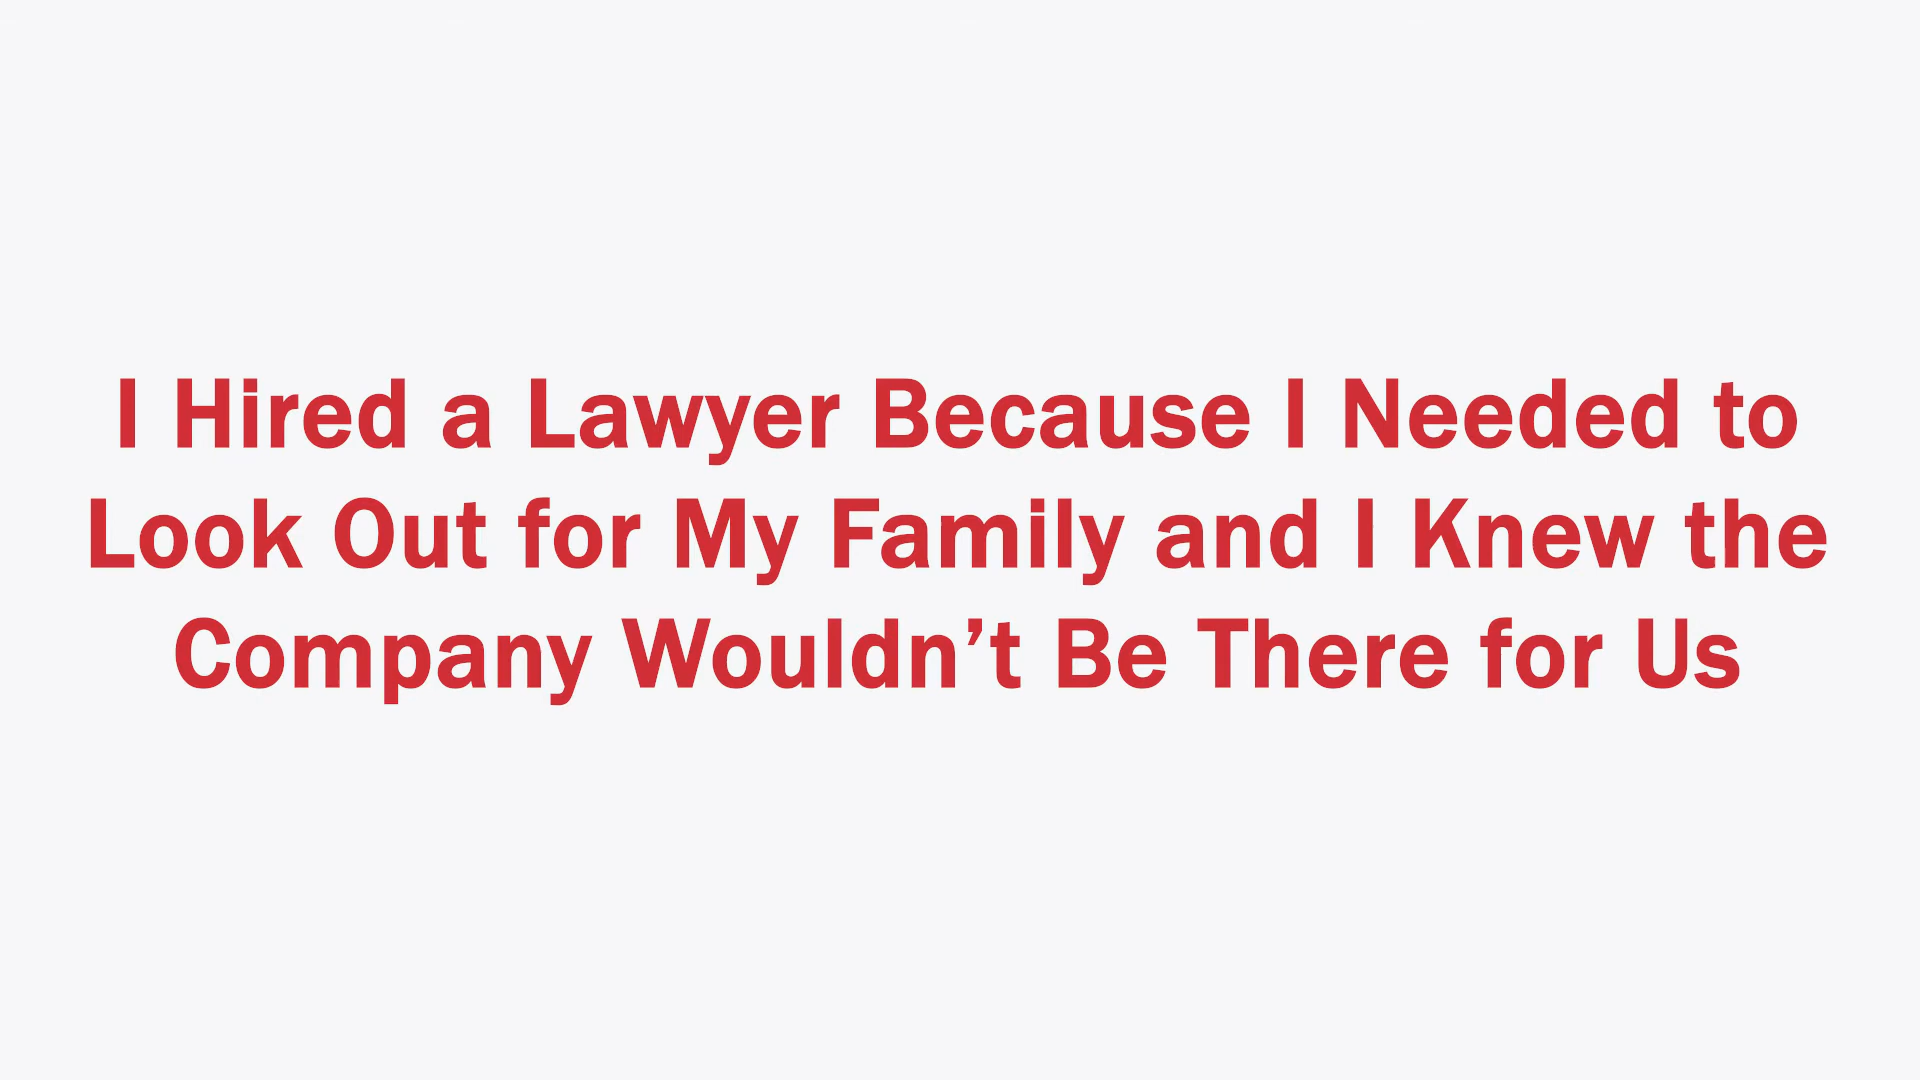 I Hired a Lawyer Because I Needed to
Look Out for My Family and I Knew the
Company Wouldn’t Be There for Us